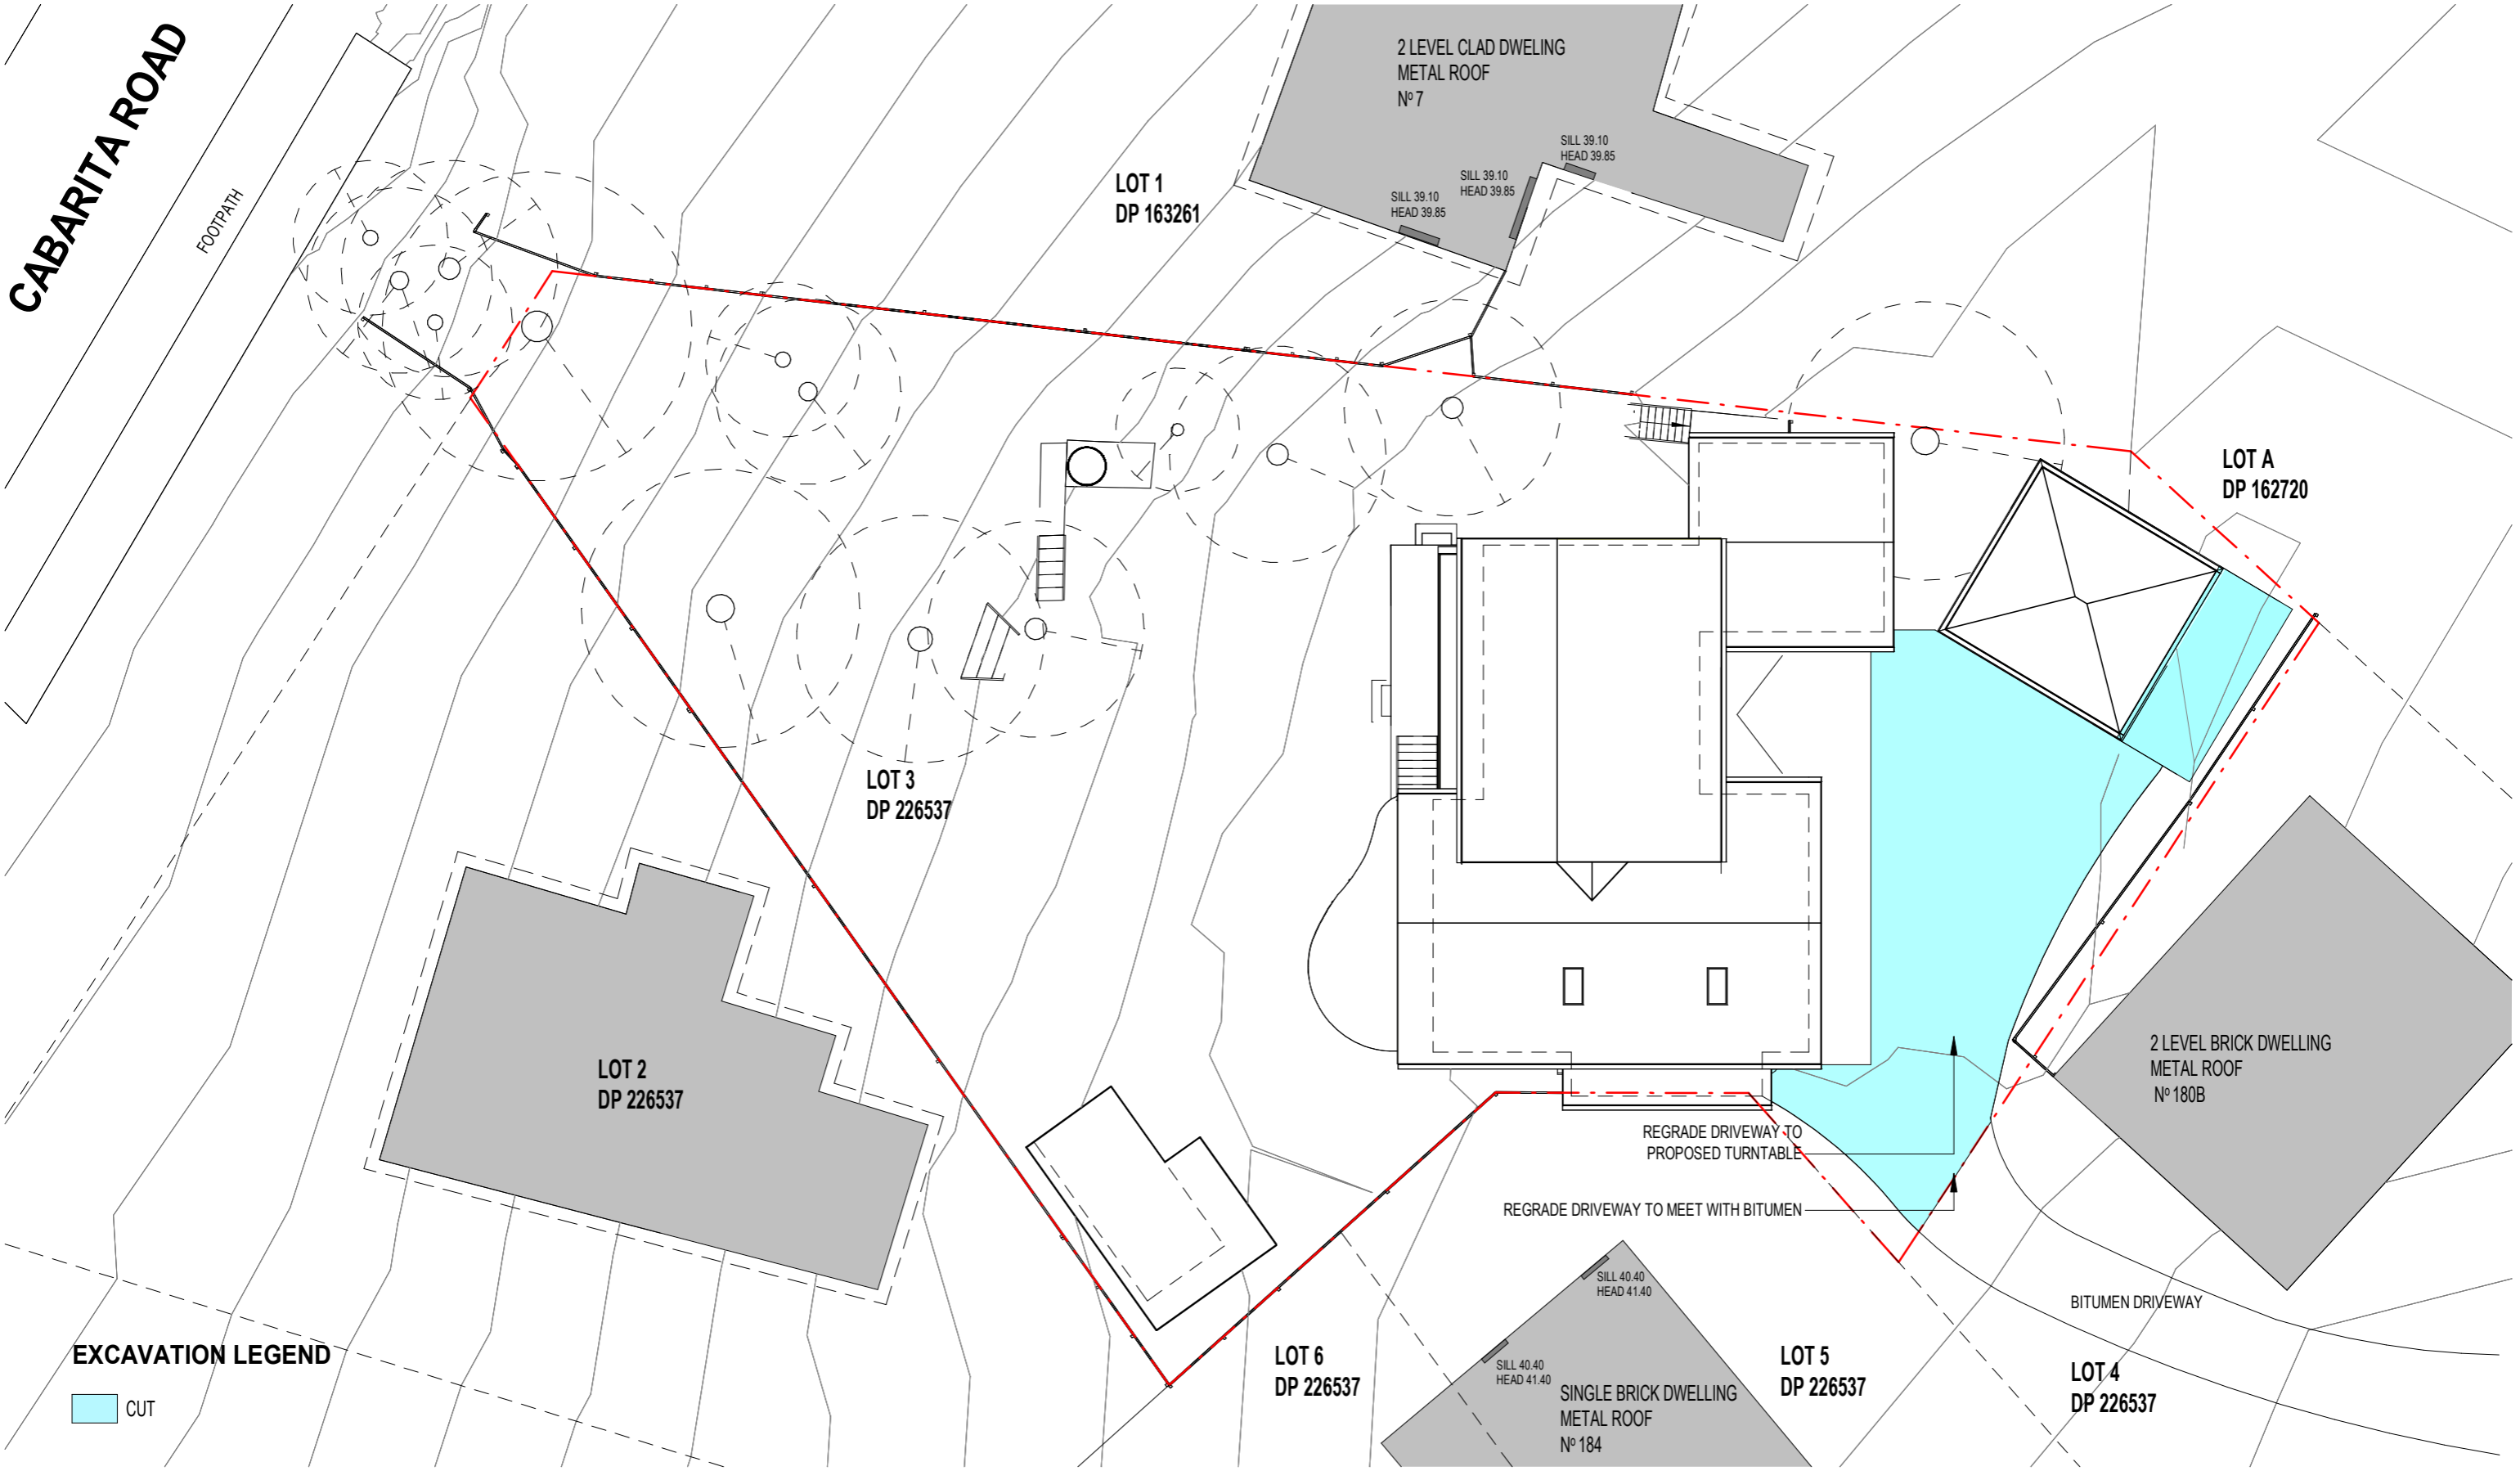 CABARITA ROAD
FOOTPATH
2 LEVEL CLAD DWELING
METAL ROOF
Nº 7
SILL 39.10
HEAD 39.85
SILL 39.10
HEAD 39.85
SILL 39.10
HEAD 39.85
LOT 1
DP 163261
LOT A
DP 162720
LOT 3
DP 226537
LOT 2
DP 226537
2 LEVEL BRICK DWELLING
METAL ROOF
Nº 180B
REGRADE DRIVEWAY TO
PROPOSED TURNTABLE
REGRADE DRIVEWAY TO MEET WITH BITUMEN
SILL 40.40
HEAD 41.40
BITUMEN DRIVEWAY
EXCAVATION LEGEND
CUT
LOT 6
DP 226537
SILL 40.40
HEAD 41.40
SINGLE BRICK DWELLING
METAL ROOF
Nº 184
LOT 5
DP 226537
LOT 4
DP 226537